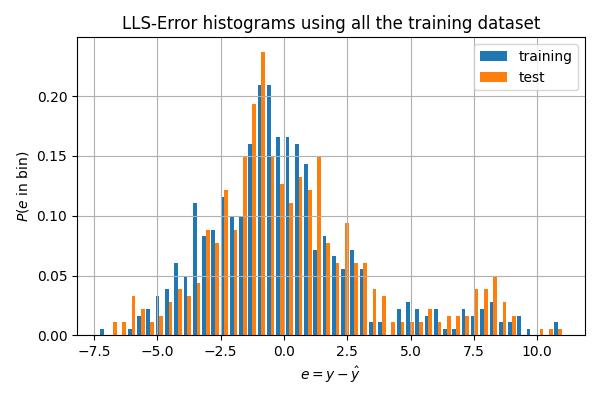 LLS-Error histograms using all the training dataset
training
test
0.20
0.15
0.10
0.05
0.00
P(e in bin)
−7.5 −5.0 −2.5 0.0 2.5 5.0 7.5 10.0
e = y − ŷ